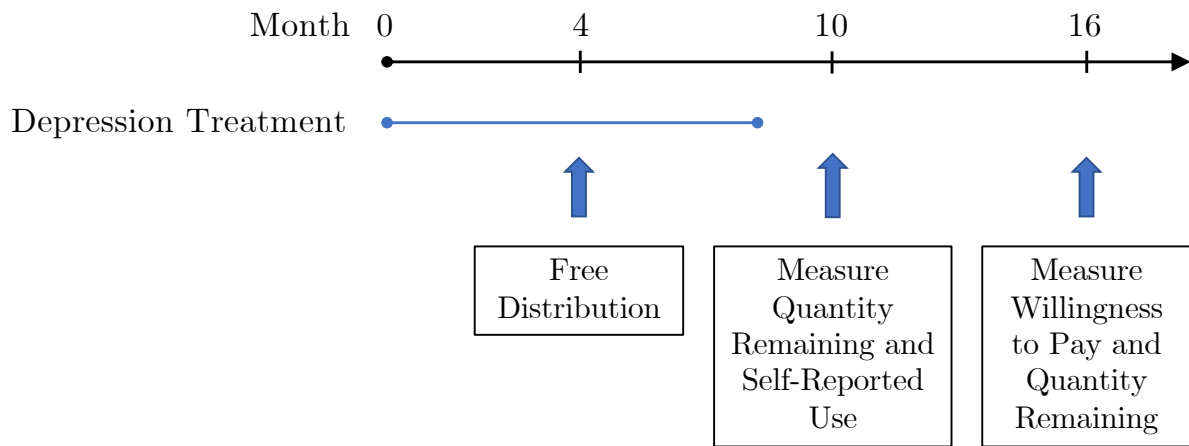 Month 0 4 10 16
Depression Treatment
Free
Distribution
Measure
Quantity
Remaining and
Self-Reported
Use
Measure
Willingness
to Pay and
Quantity
Remaining